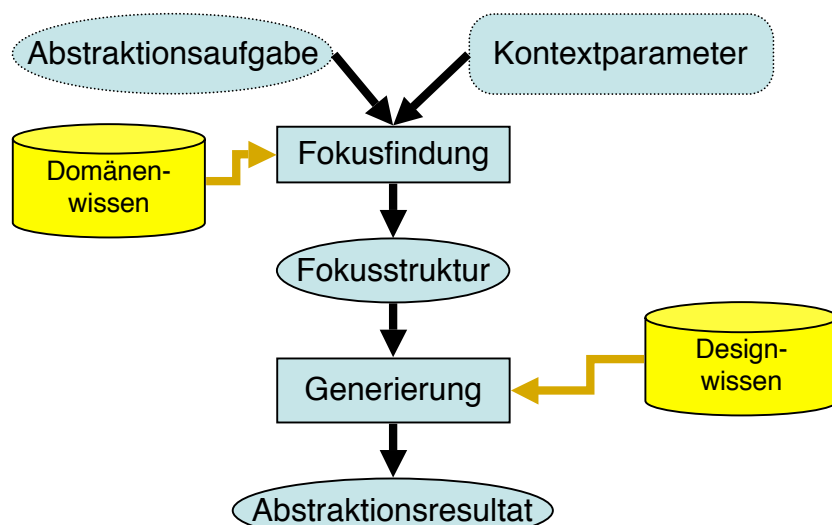 Abstraktionsaufgabe
Kontextparameter
Fokusfindung
Domänen-
wissen
Fokusstruktur
Design-
wissen
Generierung
Abstraktionsresultat